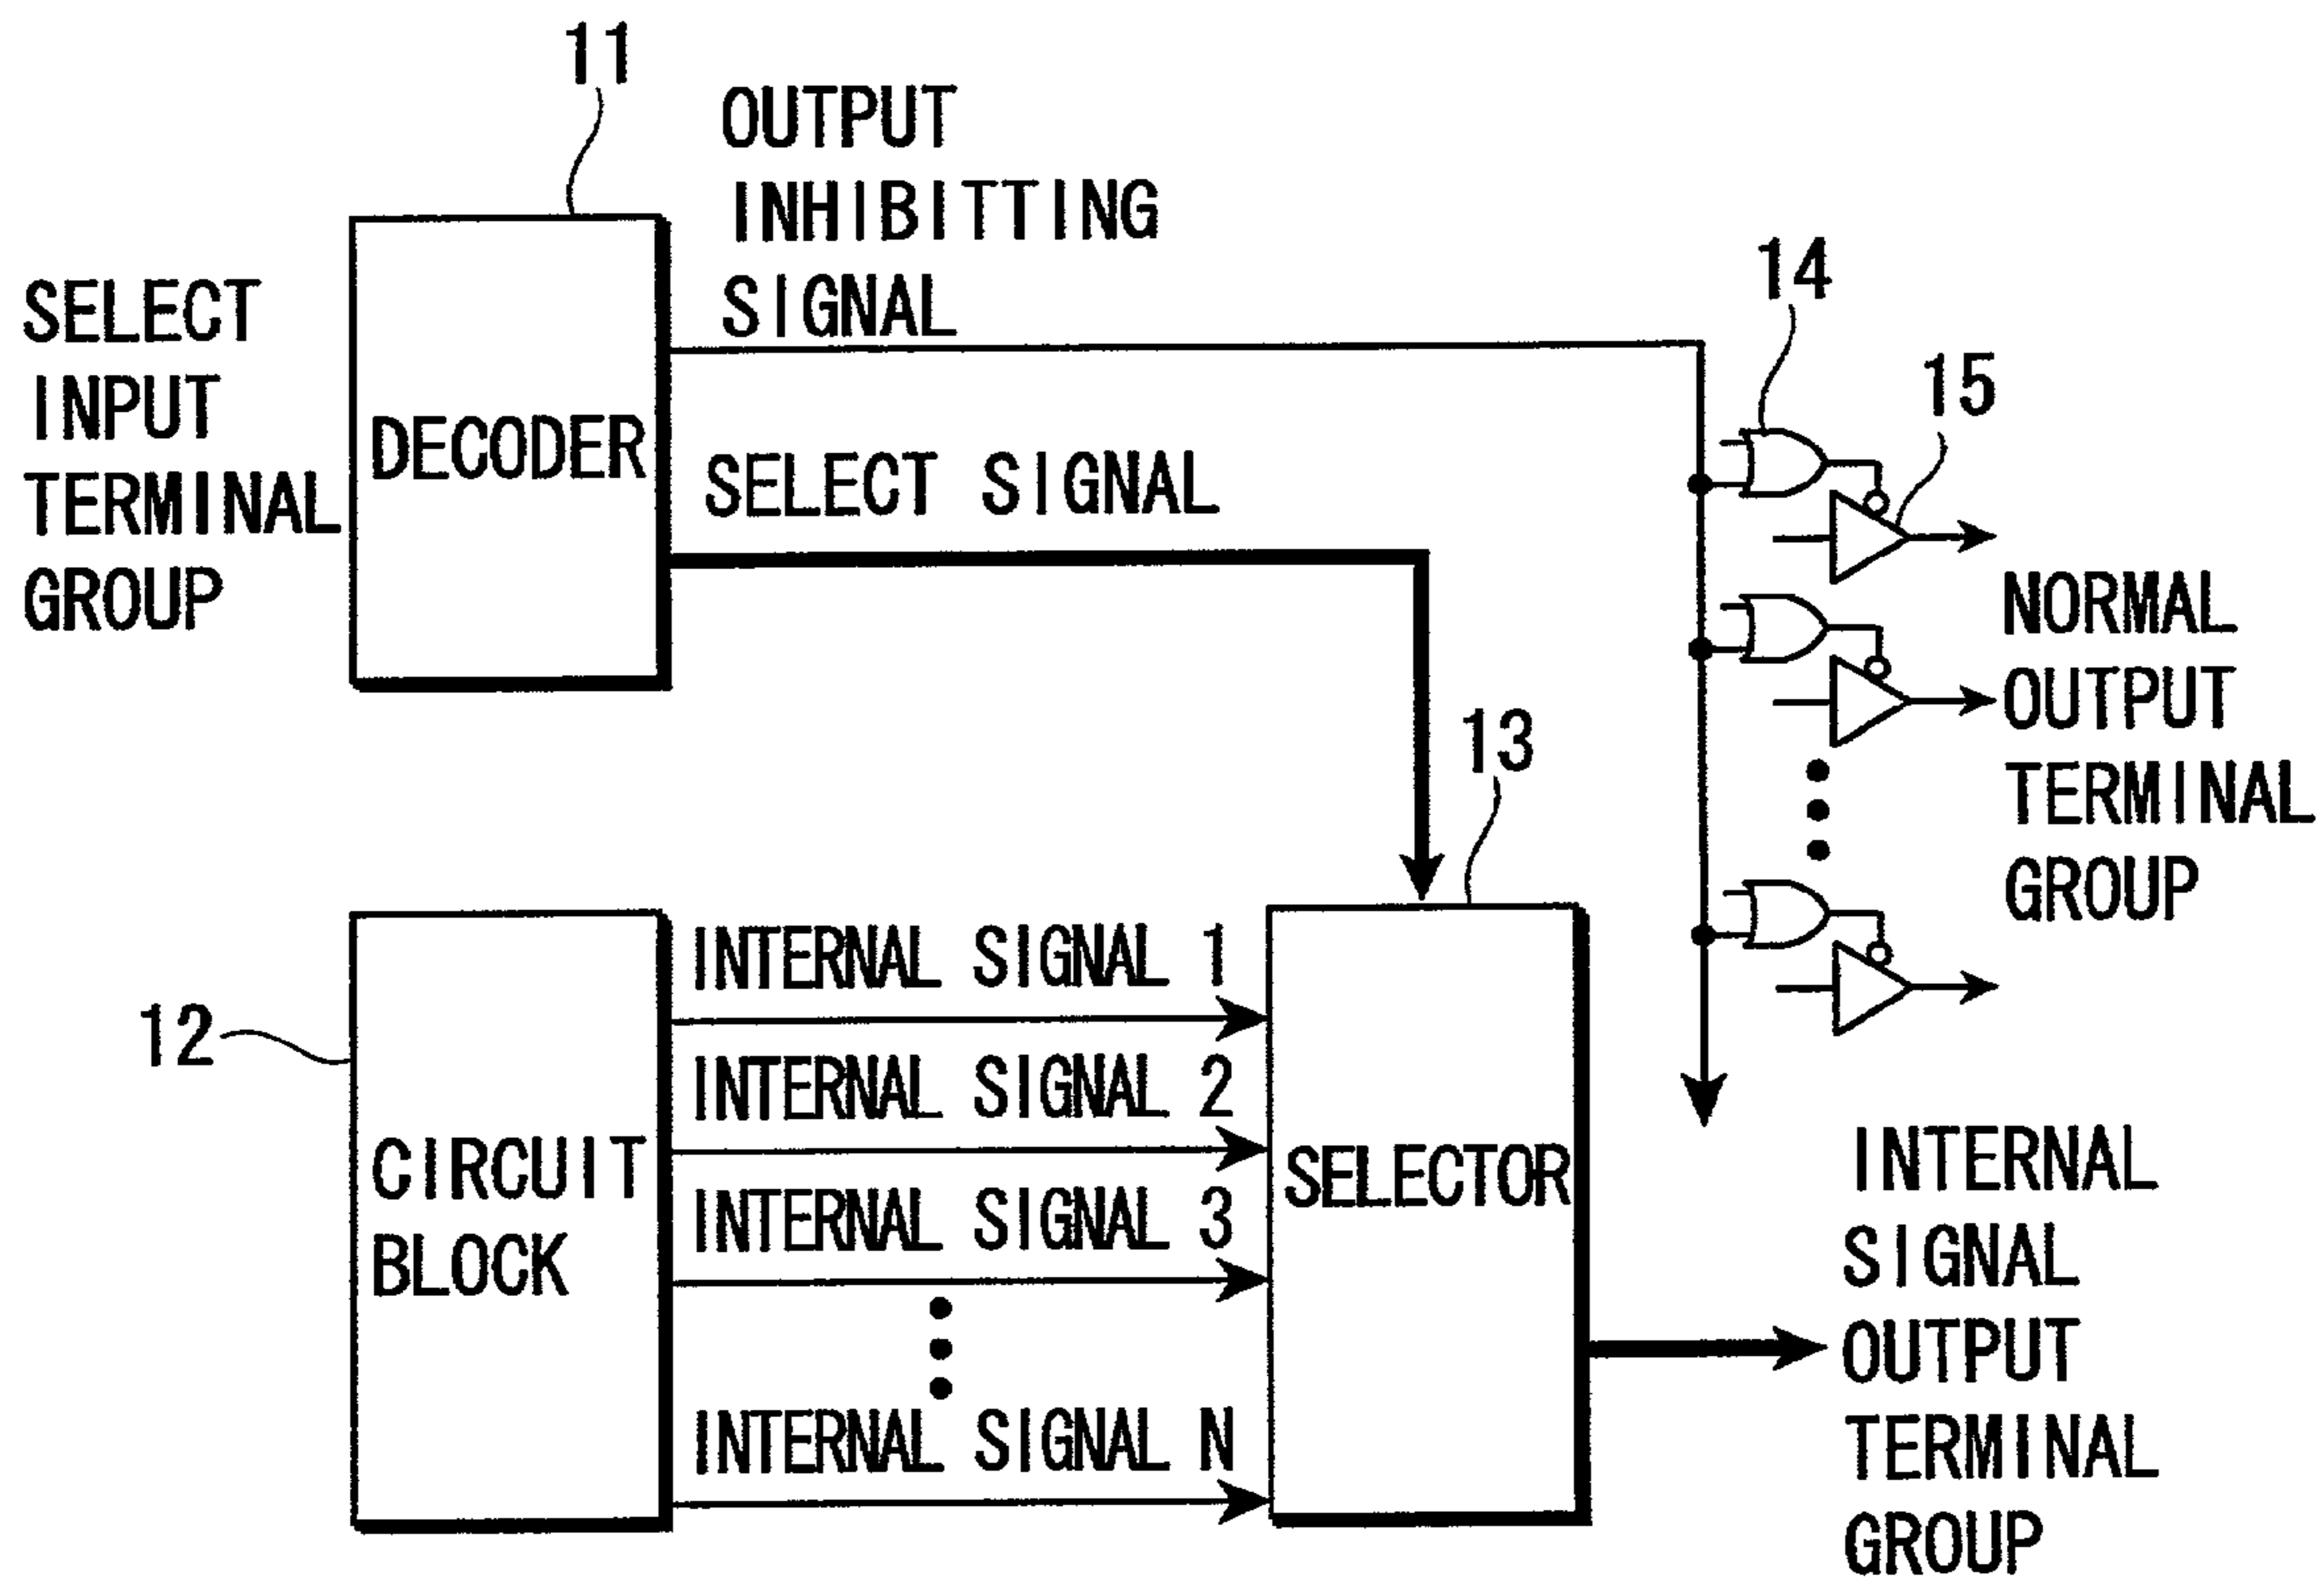 11
OUTPUT
INHIBITTING
SIGNAL
SELECT
INPUT
TERMINAL
GROUP
DECODER
SELECT SIGNAL
14
15
NORMAL
OUTPUT
TERMINAL
GROUP
13
12
CIRCUIT
BLOCK
INTERNAL SIGNAL 1
INTERNAL SIGNAL 2
INTERNAL SIGNAL 3
INTERNAL SIGNAL N
SELECTOR
INTERNAL
SIGNAL
OUTPUT
TERMINAL
GROUP